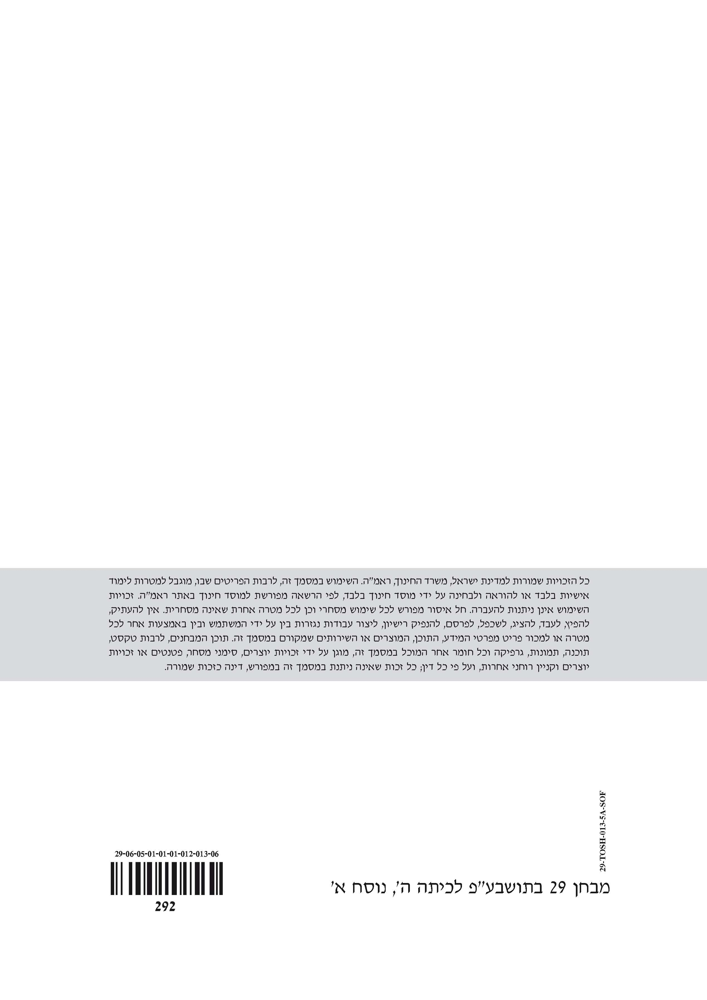 כל הזכויות שמורות למדינת ישראל, משרד החינוך, ראמ"ה. השימוש במסמך זה, לרבות הפריטים שבו, מוגבל למטרות לימוד
אישיות בלבד או להוראה ולבחינה על ידי מוסד חינוך בלבד, לפי הרשאה מפורשת למוסד חינוך באתר ראמ"ה. זכויות
השימוש אינן ניתנות להעברה. חל איסור מפורש לכל שימוש מסחרי וכן לכל מטרה אחרת שאינה מסחרית. אין להעתיק,
להפיץ, לעבד, להציג, לשכפל, לפרסם, להנפיק רישיון, ליצור עבודות נגזרות בין על ידי המשתמש ובין באמצעות אחר לכל
מטרה או למכור פריט מפרטי המידע, התוכן, המוצרים או השירותים שמקורם במסמך זה. תוכן המבחנים, לרבות טקסט,
תוכנה, תמונות, גרפיקה וכל חומר אחר המוכל במסמך זה, מוגן על ידי זכויות יוצרים, סימני מסחר, פטנטים או זכויות
יוצרים וקניין רוחני אחרות, ועל פי כל דין; כל זכות שאינה ניתנת במסמך זה במפורש, דינה כזכות שמורה.
29-TOSH-013-5A-SOF
מבחן 29 בתושבע"פ לכיתה ה', נוסח א'
29-06-05-01-01-01-012-013-06
292